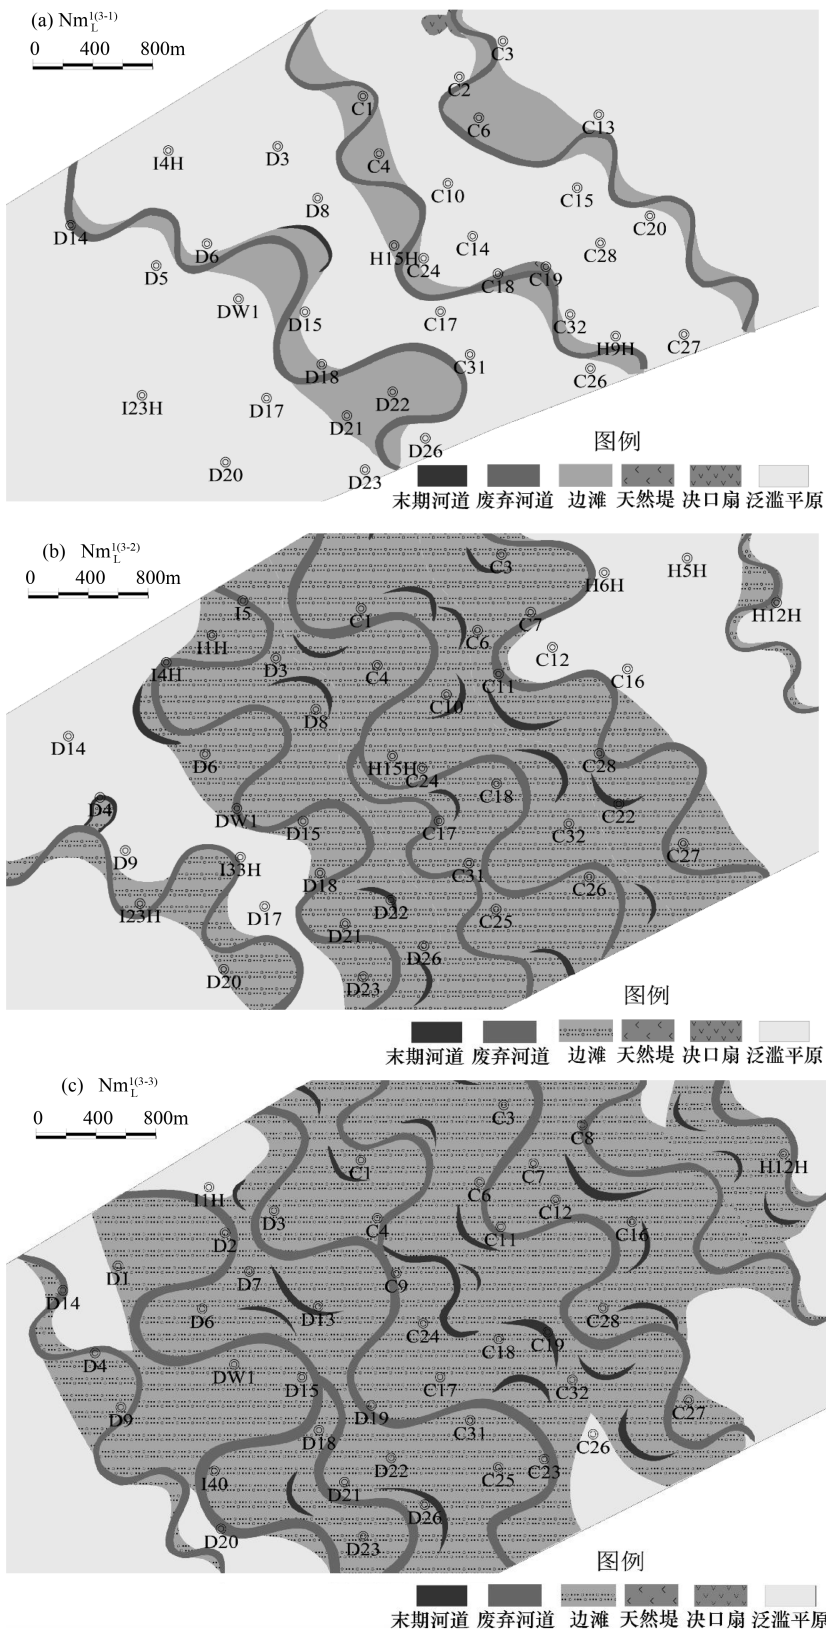 (a) Nm L 1(3-1)
0 400 800m
C3
C2
C1
C6
C13
I4H
D3
C4
C10
C15
D8
C20
D14
D6
H15H
C14
C28
D5
C24
C18
C19
DW1
D15
C17
C32
H9H
C27
C31
D18
C26
I23H
D17
D22
D21
D26
D20
D23
图例
末期河道 废弃河道 边滩 天然堤 决口扇 泛滥平原
(b) Nm L 1(3-2)
0 400 800m
C3
H6H
H5H
I5
C1
C7
H12H
I1H
C6
C12
I4H
D3
C4
C11
C16
C10
D8
D14
D6
H15H
C24
C28
C18
D4
DW1
D15
C17
C32
C22
D9
I33H
C31
C27
D18
C26
I23H
D17
D22
C25
D21
D26
D20
D23
图例
末期河道 废弃河道 边滩 天然堤 决口扇 泛滥平原
(c) Nm L 1(3-3)
0 400 800m
C3
C8
C1
C7
H12H
I1H
C6
C12
D3
C4
C11
C16
D2
D1
D7
C9
D14
D6
D13
C28
C24
C18
C19
D4
DW1
D15
C17
C32
D9
D19
C27
C31
D18
C26
I40
D22
C25
C23
D21
D26
D20
D23
图例
末期河道 废弃河道 边滩 天然堤 决口扇 泛滥平原